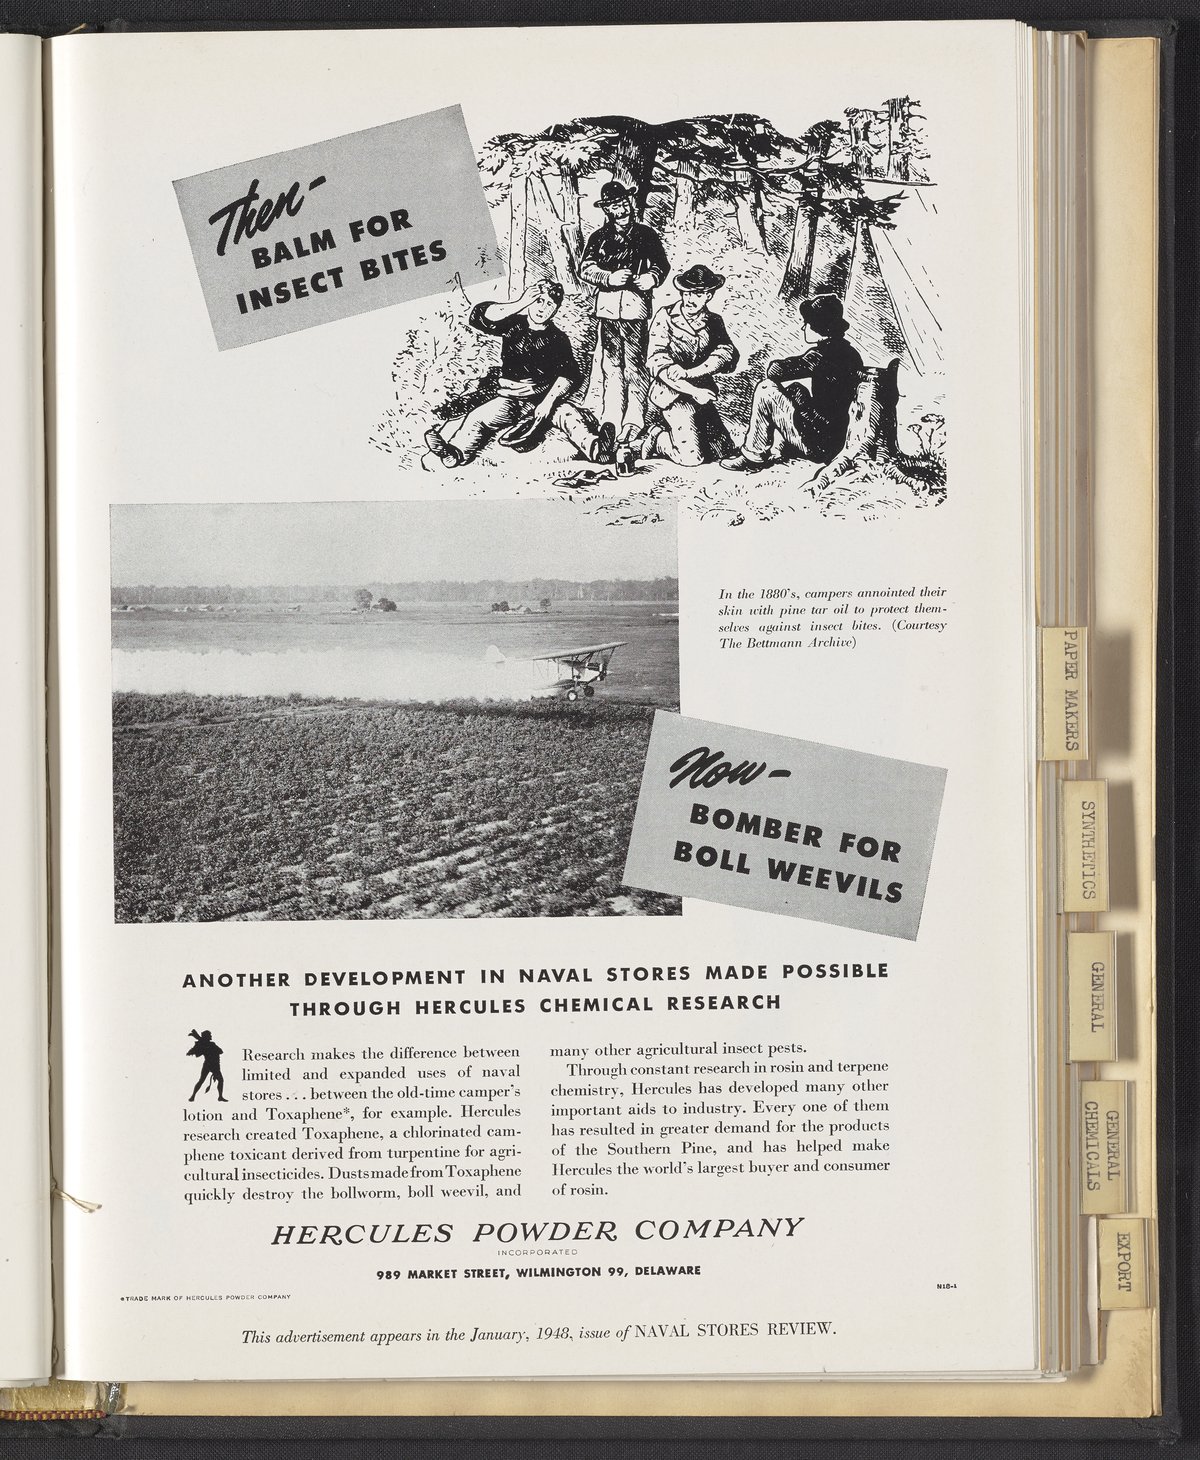 Then-
BALM FOR
INSECT BITES
In the 1880's, campers annointed their
skin with pine tar oil to protect them-
selves against insect bites. (Courtesy
The Bettmann Archive)
Now-
BOMBER FOR
BOLL WEEVILS
ANOTHER DEVELOPMENT IN NAVAL STORES MADE POSSIBLE
THROUGH HERCULES CHEMICAL RESEARCH
Research makes the difference between
limited and expanded uses of naval
stores . . . between the old-time camper's
lotion and Toxaphene*, for example. Hercules
research created Toxaphene, a chlorinated cam-
phene toxicant derived from turpentine for agri-
cultural insecticides. Dusts made from Toxaphene
quickly destroy the bollworm, boll weevil, and
many other agricultural insect pests.
Through constant research in rosin and terpene
chemistry, Hercules has developed many other
important aids to industry. Every one of them
has resulted in greater demand for the products
of the Southern Pine, and has helped make
Hercules the world's largest buyer and consumer
of rosin.
HERCULES POWDER COMPANY
INCORPORATED
989 MARKET STREET, WILMINGTON 99, DELAWARE
*TRADE MARK OF HERCULES POWDER COMPANY
N18-1
This advertisement appears in the January, 1948, issue of NAVAL STORES REVIEW.
PAPER MAKERS
SYNTHETICS
GENERAL
GENERAL
CHEMICALS
EXPORT